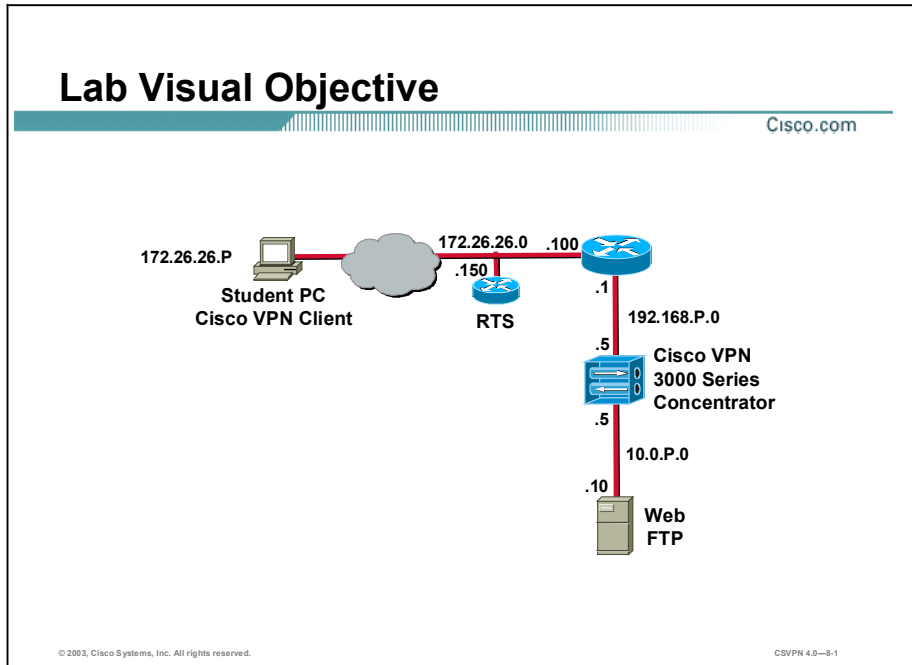 Lab Visual Objective
Cisco.com
172.26.26.P
Student PC
Cisco VPN Client
172.26.26.0
.100
.150
RTS
.1
192.168.P.0
.5
Cisco VPN
3000 Series
Concentrator
.5
10.0.P.0
.10
Web
FTP
© 2003, Cisco Systems, Inc. All rights reserved.
CSVPN 4.0—8-1